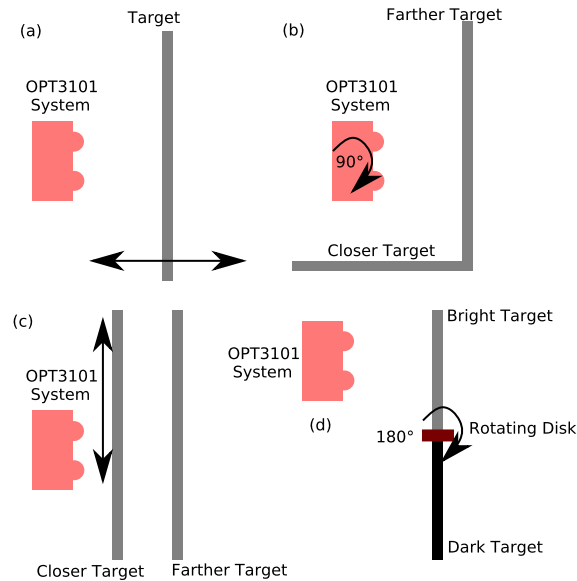 (a)
Target
OPT3101
System
(b)
Farther Target
OPT3101
System
90°
Closer Target
(c)
OPT3101
System
Closer Target
Farther Target
Bright Target
OPT3101
System
(d)
180°
Rotating Disk
Dark Target